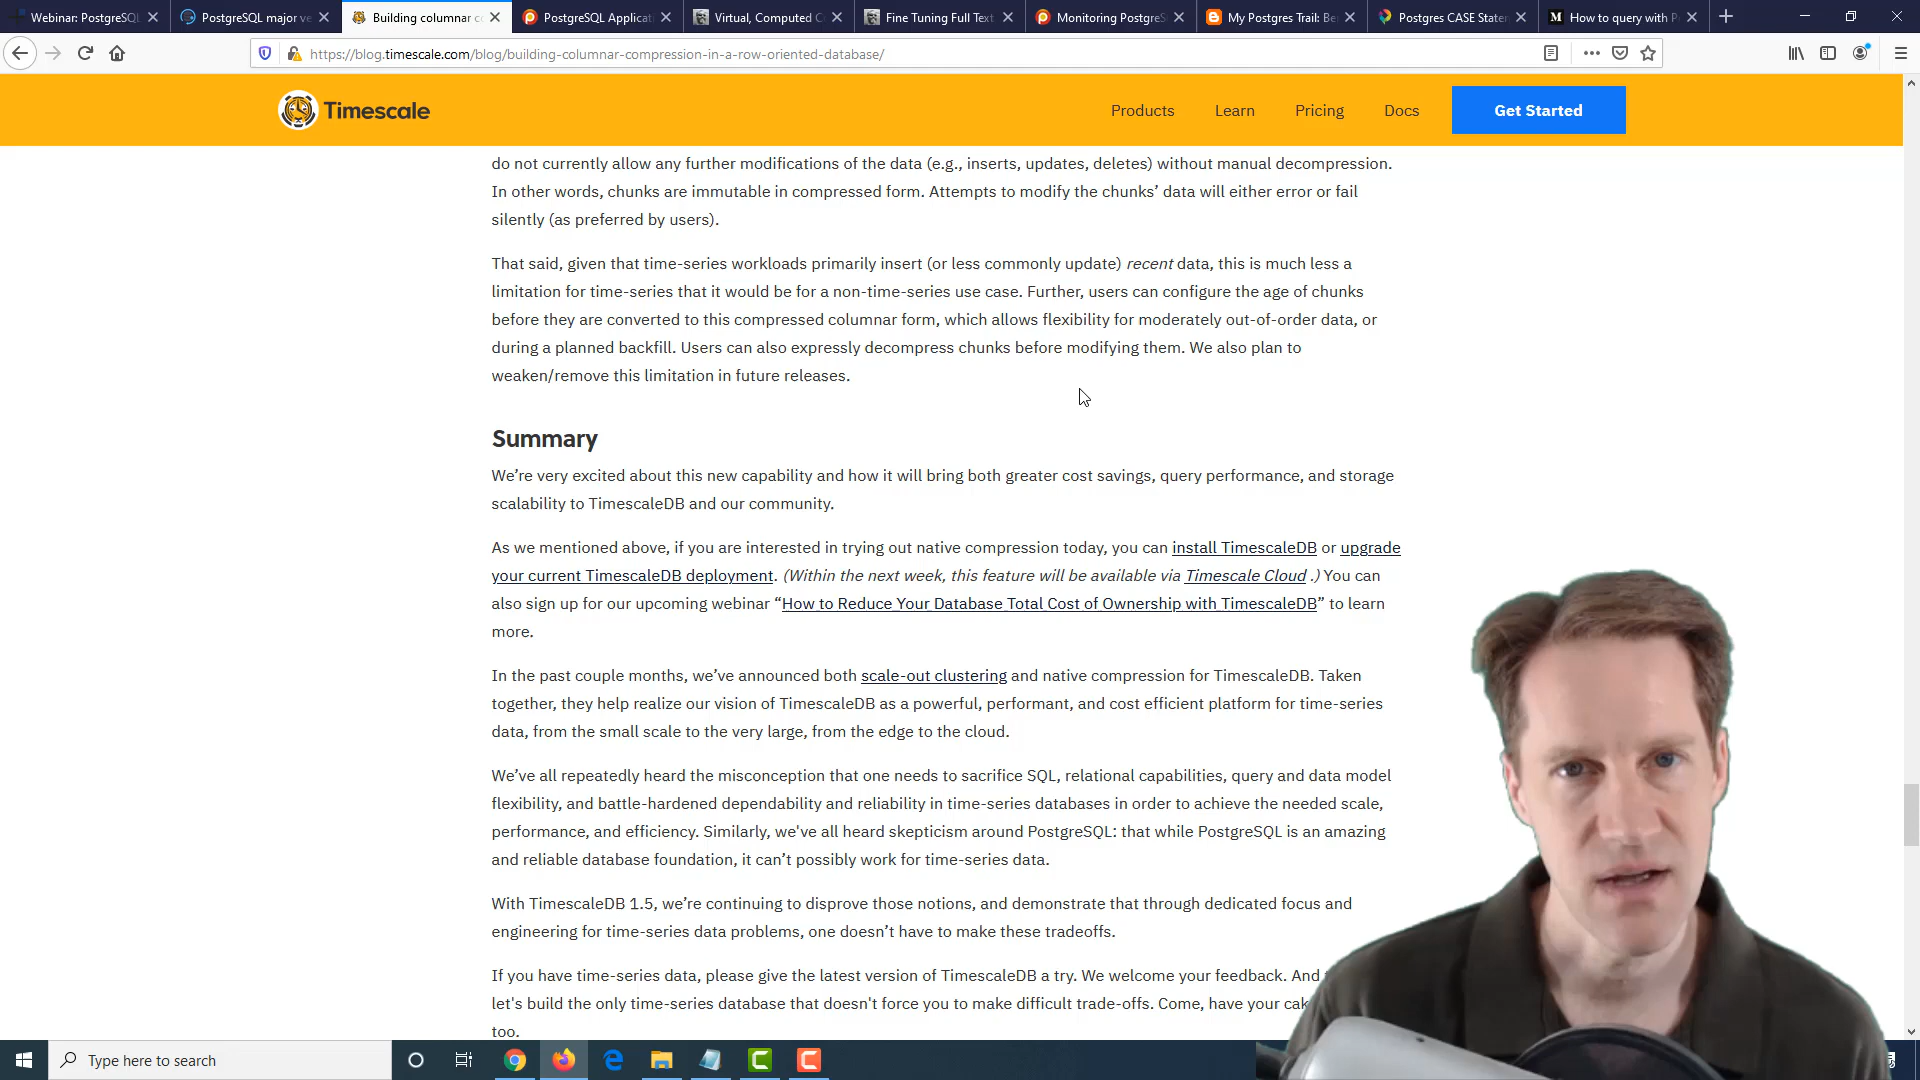 Webinar: PostgreSQL
PostgreSQL major ve
Building columnar c
PostgreSQL Applicat
Virtual, Computed C
Fine Tuning Full Text
Monitoring PostgreS
My Postgres Trail: Be
Postgres CASE State
How to query with P
https://blog.timescale.com/blog/building-columnar-compression-in-a-row-oriented-database/
Timescale
Products
Learn
Pricing
Docs
Get Started
do not currently allow any further modifications of the data (e.g., inserts, updates, deletes) without manual decompression.
In other words, chunks are immutable in compressed form. Attempts to modify the chunks’ data will either error or fail
silently (as preferred by users).
That said, given that time-series workloads primarily insert (or less commonly update) recent data, this is much less a
limitation for time-series that it would be for a non-time-series use case. Further, users can configure the age of chunks
before they are converted to this compressed columnar form, which allows flexibility for moderately out-of-order data, or
during a planned backfill. Users can also expressly decompress chunks before modifying them. We also plan to
weaken/remove this limitation in future releases.
Summary
We’re very excited about this new capability and how it will bring both greater cost savings, query performance, and storage
scalability to TimescaleDB and our community.
As we mentioned above, if you are interested in trying out native compression today, you can install TimescaleDB or upgrade
your current TimescaleDB deployment. (Within the next week, this feature will be available via Timescale Cloud .) You can
also sign up for our upcoming webinar “How to Reduce Your Database Total Cost of Ownership with TimescaleDB” to learn
more.
In the past couple months, we’ve announced both scale-out clustering and native compression for TimescaleDB. Taken
together, they help realize our vision of TimescaleDB as a powerful, performant, and cost efficient platform for time-series
data, from the small scale to the very large, from the edge to the cloud.
We’ve all repeatedly heard the misconception that one needs to sacrifice SQL, relational capabilities, query and data model
flexibility, and battle-hardened dependability and reliability in time-series databases in order to achieve the needed scale,
performance, and efficiency. Similarly, we've all heard skepticism around PostgreSQL: that while PostgreSQL is an amazing
and reliable database foundation, it can’t possibly work for time-series data.
With TimescaleDB 1.5, we’re continuing to disprove those notions, and demonstrate that through dedicated focus and
engineering for time-series data problems, one doesn’t have to make these tradeoffs.
If you have time-series data, please give the latest version of TimescaleDB a try. We welcome your feedback. And
let's build the only time-series database that doesn't force you to make difficult trade-offs. Come, have your cak
too.
Type here to search